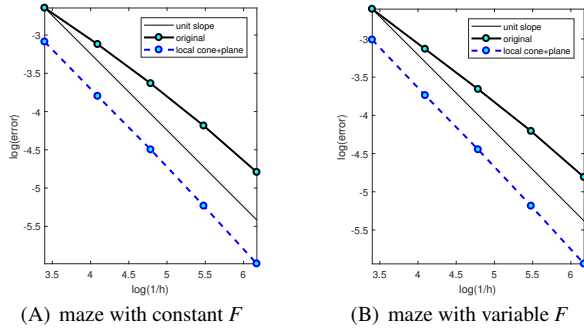 unit slope
original
local cone+plane
log(error)
-3
-3.5
-4
-4.5
-5
-5.5
3.5
4
4.5
5
5.5
6
log(1/h)
(A) maze with constant F
unit slope
original
local cone+plane
log(error)
-3
-3.5
-4
-4.5
-5
-5.5
3.5
4
4.5
5
5.5
6
log(1/h)
(B) maze with variable F